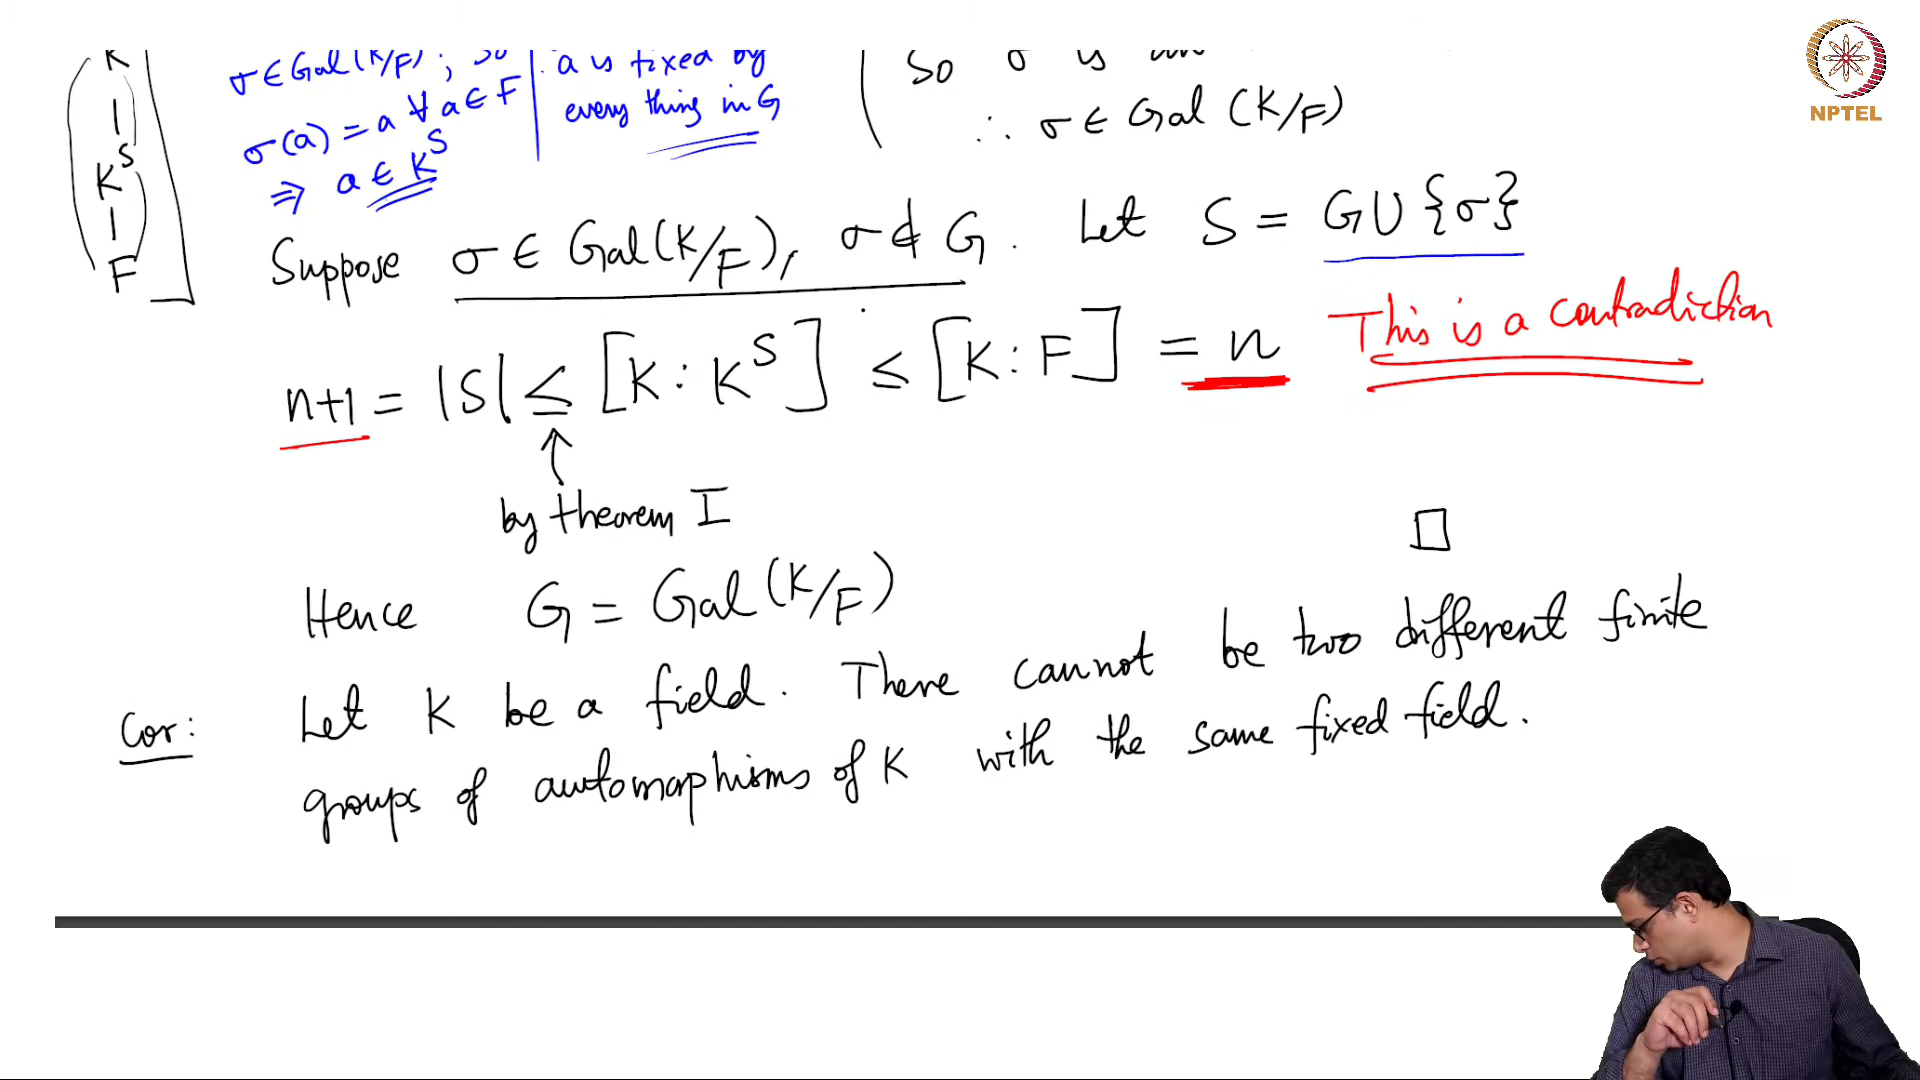 K
σ ∈ Gal(K/F) ; so
a is fixed by
So σ is an
σ(a) = a ∀ a ∈ F
every thing in G
∴ σ ∈ Gal (K/F)
K^S
⇒ a ∈ K^S
F
Suppose σ ∈ Gal(K/F), σ ∉ G. Let S = G ∪ {σ}
n+1 = |S| ≤ [K : K^S] ≤ [K : F] = n This is a contradiction
↑
by theorem I
□
Hence G = Gal (K/F)
Cor: Let K be a field. There cannot be two different finite
groups of automorphisms of K with the same fixed field.
NPTEL